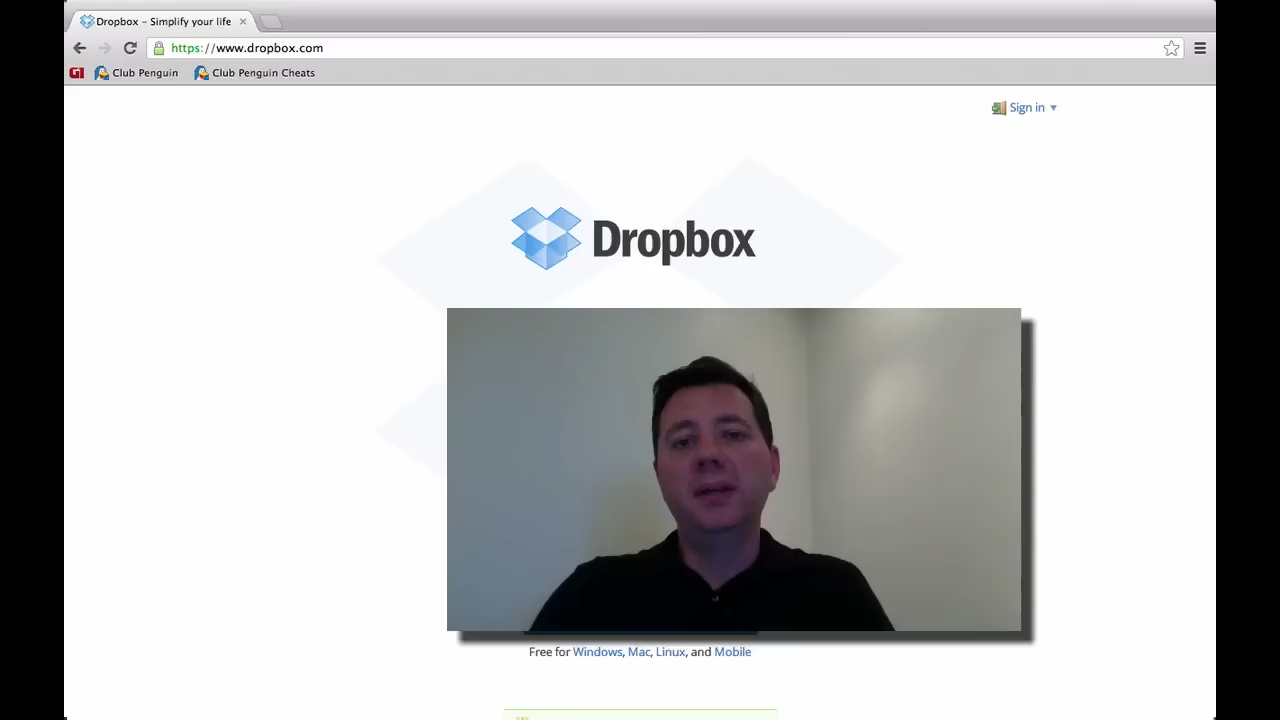 Dropbox – Simplify your life
https://www.dropbox.com
GI Club Penguin Club Penguin Cheats
Sign in
Dropbox
Free for Windows, Mac, Linux, and Mobile